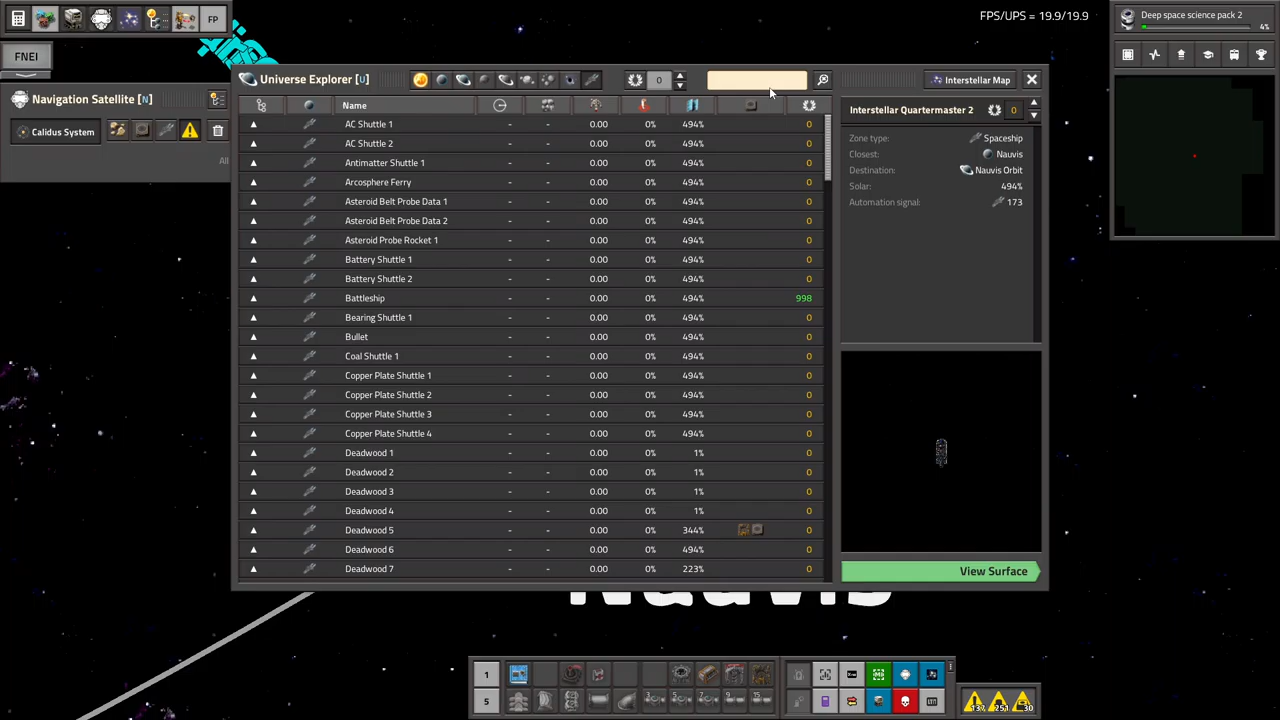 FP
FPS/UPS = 19.9/19.9
Deep space science pack 2
4%
FNEI
Navigation Satellite [N]
Calidus System
All
Universe Explorer [U]
0
Interstellar Map
Name
AC Shuttle 1 - - 0.00 0% 494% 0
AC Shuttle 2 - - 0.00 0% 494% 0
Antimatter Shuttle 1 - - 0.00 0% 494% 0
Arcosphere Ferry - - 0.00 0% 494% 0
Asteroid Belt Probe Data 1 - - 0.00 0% 494% 0
Asteroid Belt Probe Data 2 - - 0.00 0% 494% 0
Asteroid Probe Rocket 1 - - 0.00 0% 494% 0
Battery Shuttle 1 - - 0.00 0% 494% 0
Battery Shuttle 2 - - 0.00 0% 494% 0
Battleship - - 0.00 0% 494% 998
Bearing Shuttle 1 - - 0.00 0% 494% 0
Bullet - - 0.00 0% 494% 0
Coal Shuttle 1 - - 0.00 0% 494% 0
Copper Plate Shuttle 1 - - 0.00 0% 494% 0
Copper Plate Shuttle 2 - - 0.00 0% 494% 0
Copper Plate Shuttle 3 - - 0.00 0% 494% 0
Copper Plate Shuttle 4 - - 0.00 0% 494% 0
Deadwood 1 - - 0.00 0% 1% 0
Deadwood 2 - - 0.00 0% 1% 0
Deadwood 3 - - 0.00 0% 1% 0
Deadwood 4 - - 0.00 0% 1% 0
Deadwood 5 - - 0.00 0% 344% 0
Deadwood 6 - - 0.00 0% 494% 0
Deadwood 7 - - 0.00 0% 223% 0
Interstellar Quartermaster 2 0
Zone type: Spaceship
Closest: Nauvis
Destination: Nauvis Orbit
Solar: 494%
Automation signal: 173
View Surface
Nauvis
1
5